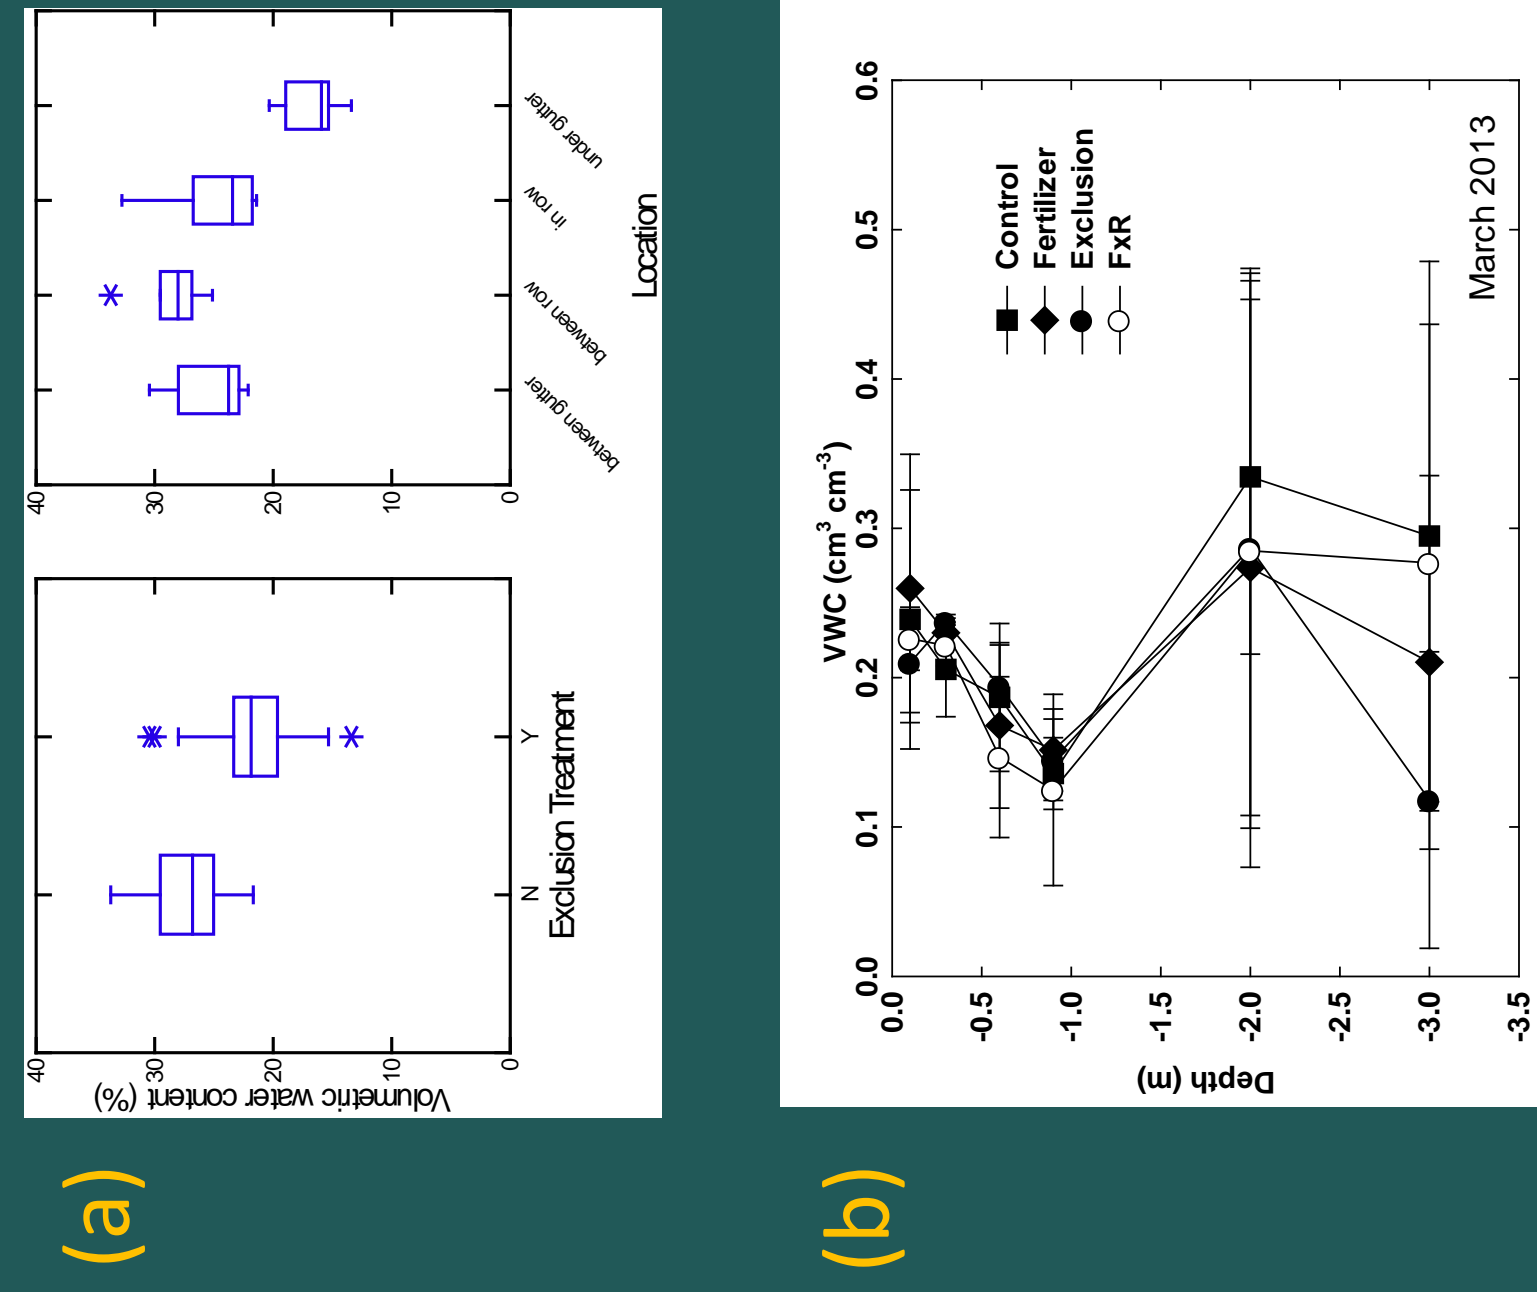 (a)
Volumetric water content (%)
40
30
20
10
0
N
Y
Exclusion Treatment
40
30
20
10
0
between gutter
between row
in row
under gutter
Location
(b)
VWC (cm³ cm⁻³)
0.0
0.1
0.2
0.3
0.4
0.5
0.6
Depth (m)
0.0
-0.5
-1.0
-1.5
-2.0
-2.5
-3.0
-3.5
Control
Fertilizer
Exclusion
FxR
March 2013